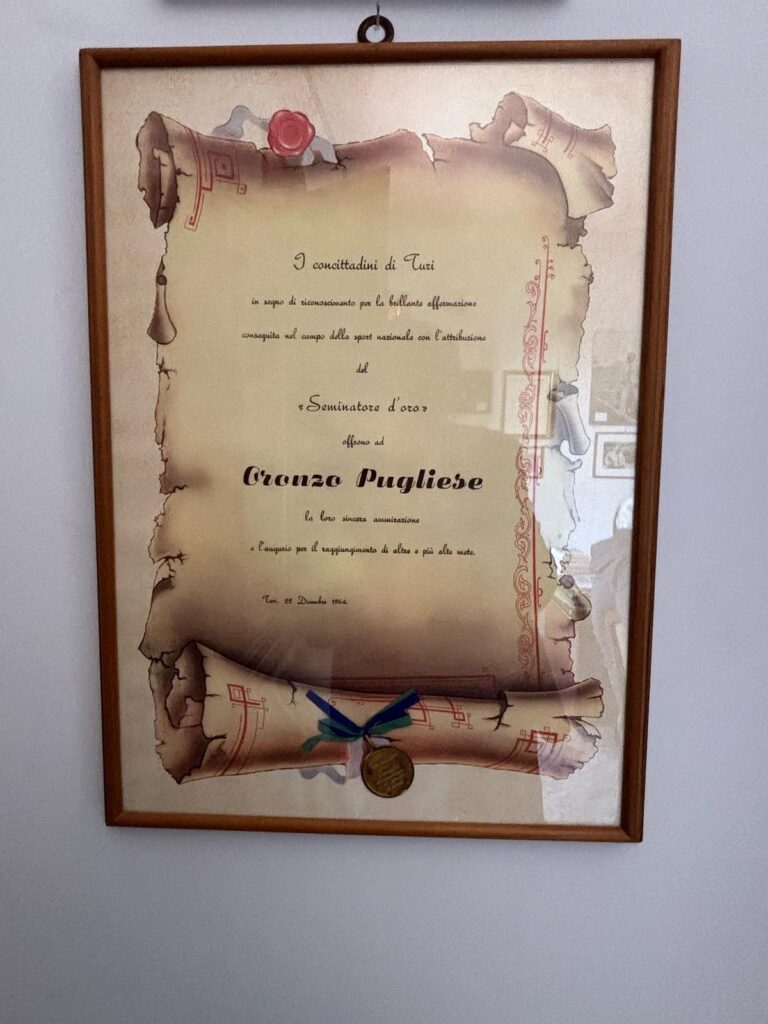 I concittadini di Turi
in segno di riconoscimento per la brillante affermazione
conseguita nel campo dello sport nazionale con l'attribuzione
del
«Seminatore d'oro»
offrono ad
Oronzo Pugliese
la loro sincera ammirazione
e l'augurio per il raggiungimento di altre e più alte mete.
Turi, 22 Dicembre 1964.